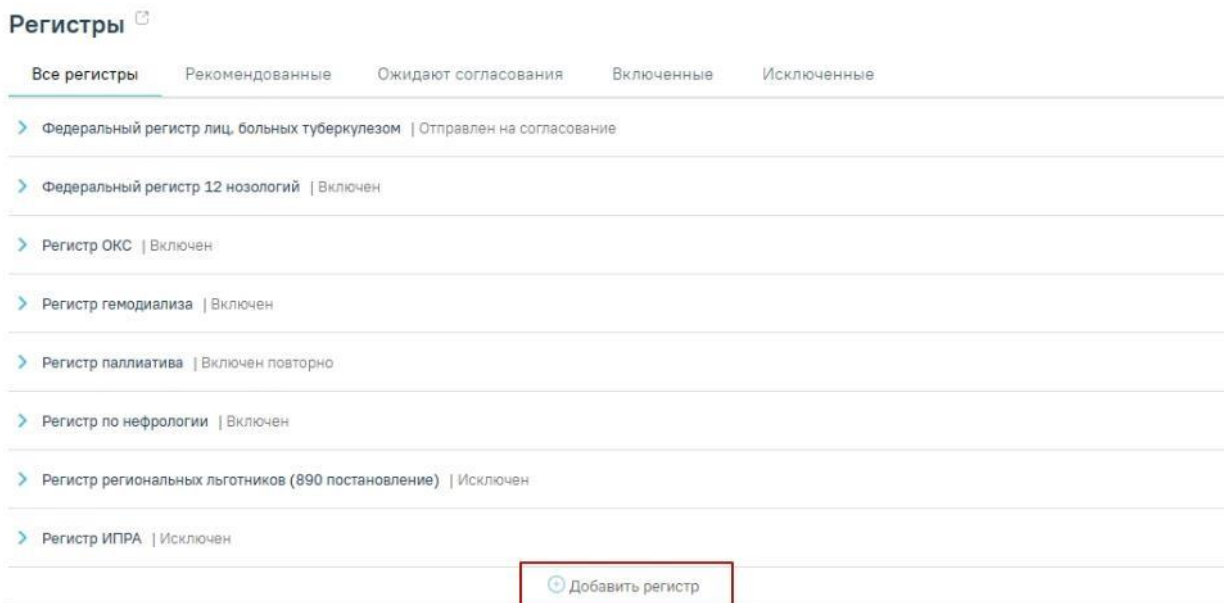 Регистры
Все регистры Рекомендованные Ожидают согласования Включенные Исключенные
Федеральный регистр лиц, больных туберкулезом | Отправлен на согласование
Федеральный регистр 12 нозологий | Включен
Регистр ОКС | Включен
Регистр гемодиализа | Включен
Регистр паллиатива | Включен повторно
Регистр по нефрологии | Включен
Регистр региональных льготников (890 постановление) | Исключен
Регистр ИПРА | Исключен
Добавить регистр